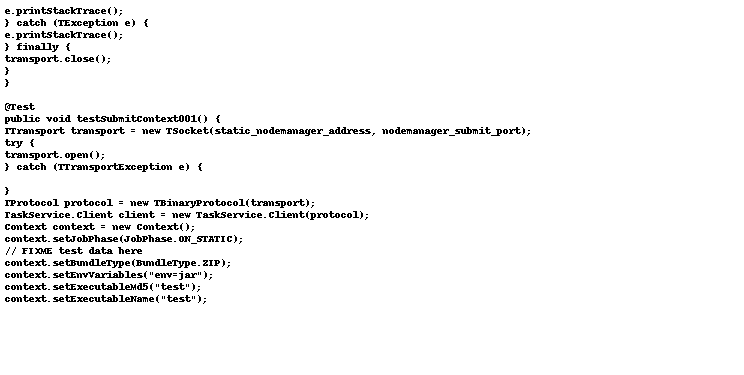 e.printStackTrace();
} catch (TException e) {
e.printStackTrace();
} finally {
transport.close();
}
}
@Test
public void testSubmitContext001() {
TTransport transport = new TSocket(static_nodemanager_address, nodemanager_submit_port);
try {
transport.open();
} catch (TTransportException e) {
}
TProtocol protocol = new TBinaryProtocol(transport);
TaskService.Client client = new TaskService.Client(protocol);
Context context = new Context();
context.setJobPhase(JobPhase.ON_STATIC);
// FIXME test data here
context.setBundleType(BundleType.ZIP);
context.setEnvVariables("env=jar");
context.setExecutableMd5("test");
context.setExecutableName("test");